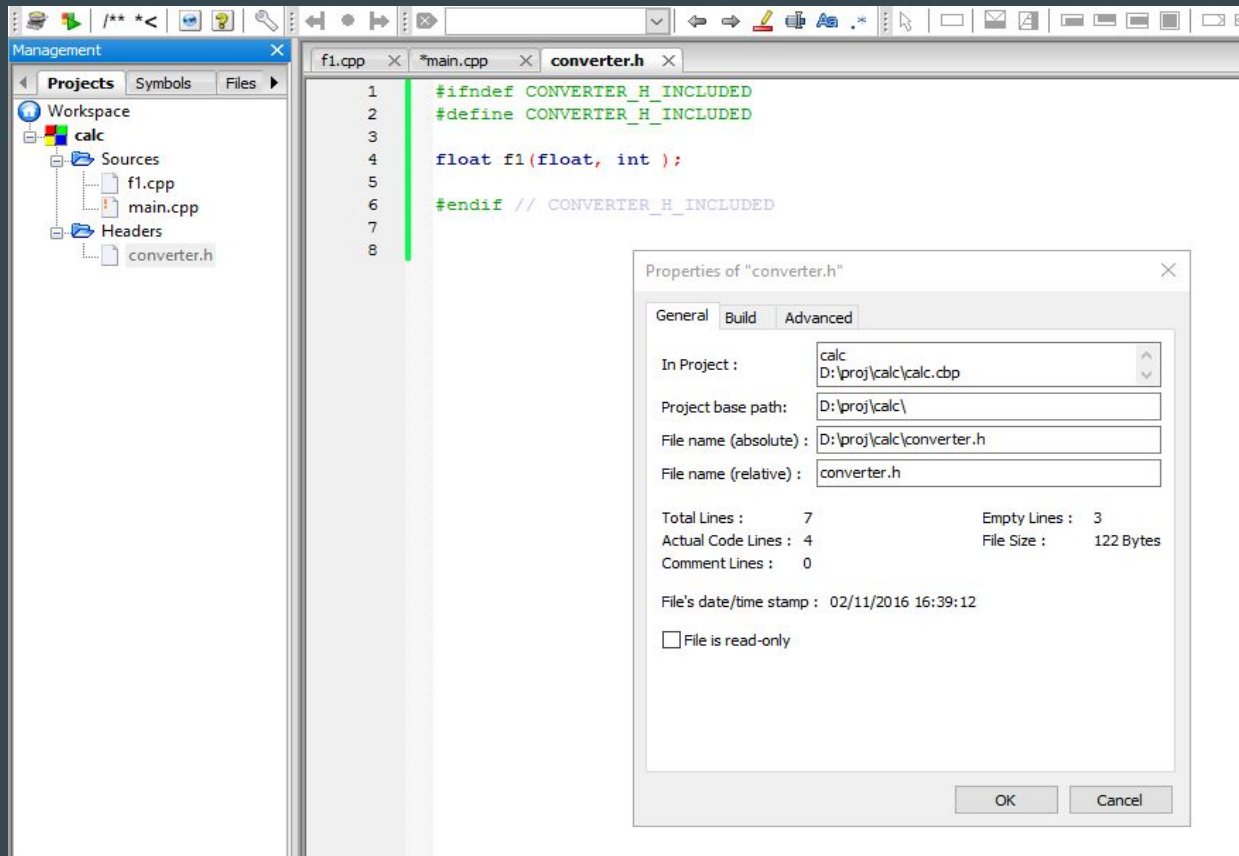 /** *<
Management
f1.cpp *main.cpp converter.h
Projects Symbols Files
Workspace
calc
Sources
f1.cpp
main.cpp
Headers
converter.h
1 #ifndef CONVERTER_H_INCLUDED
2 #define CONVERTER_H_INCLUDED
3
4 float f1(float, int );
5
6 #endif // CONVERTER_H_INCLUDED
7
8
Properties of "converter.h"
General Build Advanced
In Project : calc
D:\proj\calc\calc.cbp
Project base path: D:\proj\calc\
File name (absolute) : D:\proj\calc\converter.h
File name (relative) : converter.h
Total Lines : 7 Empty Lines : 3
Actual Code Lines : 4 File Size : 122 Bytes
Comment Lines : 0
File's date/time stamp : 02/11/2016 16:39:12
File is read-only
OK Cancel